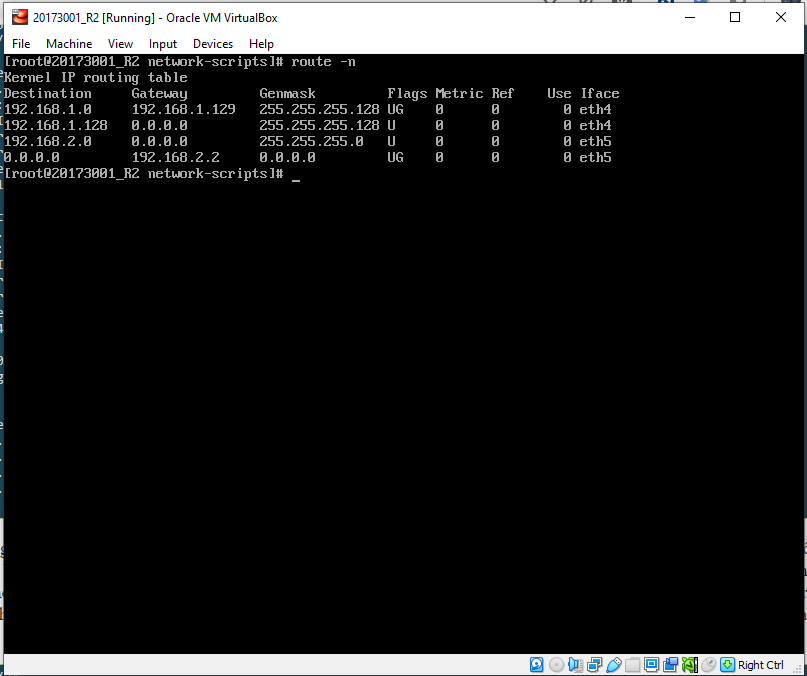 20173001_R2 [Running] - Oracle VM VirtualBox
File Machine View Input Devices Help
[root@20173001_R2 network-scripts]# route -n
Kernel IP routing table
Destination     Gateway         Genmask         Flags Metric Ref    Use Iface
192.168.1.0     192.168.1.129   255.255.255.128 UG    0      0        0 eth4
192.168.1.128   0.0.0.0         255.255.255.128 U     0      0        0 eth4
192.168.2.0     0.0.0.0         255.255.255.0   U     0      0        0 eth5
0.0.0.0         192.168.2.2     0.0.0.0         UG    0      0        0 eth5
[root@20173001_R2 network-scripts]# _
Right Ctrl